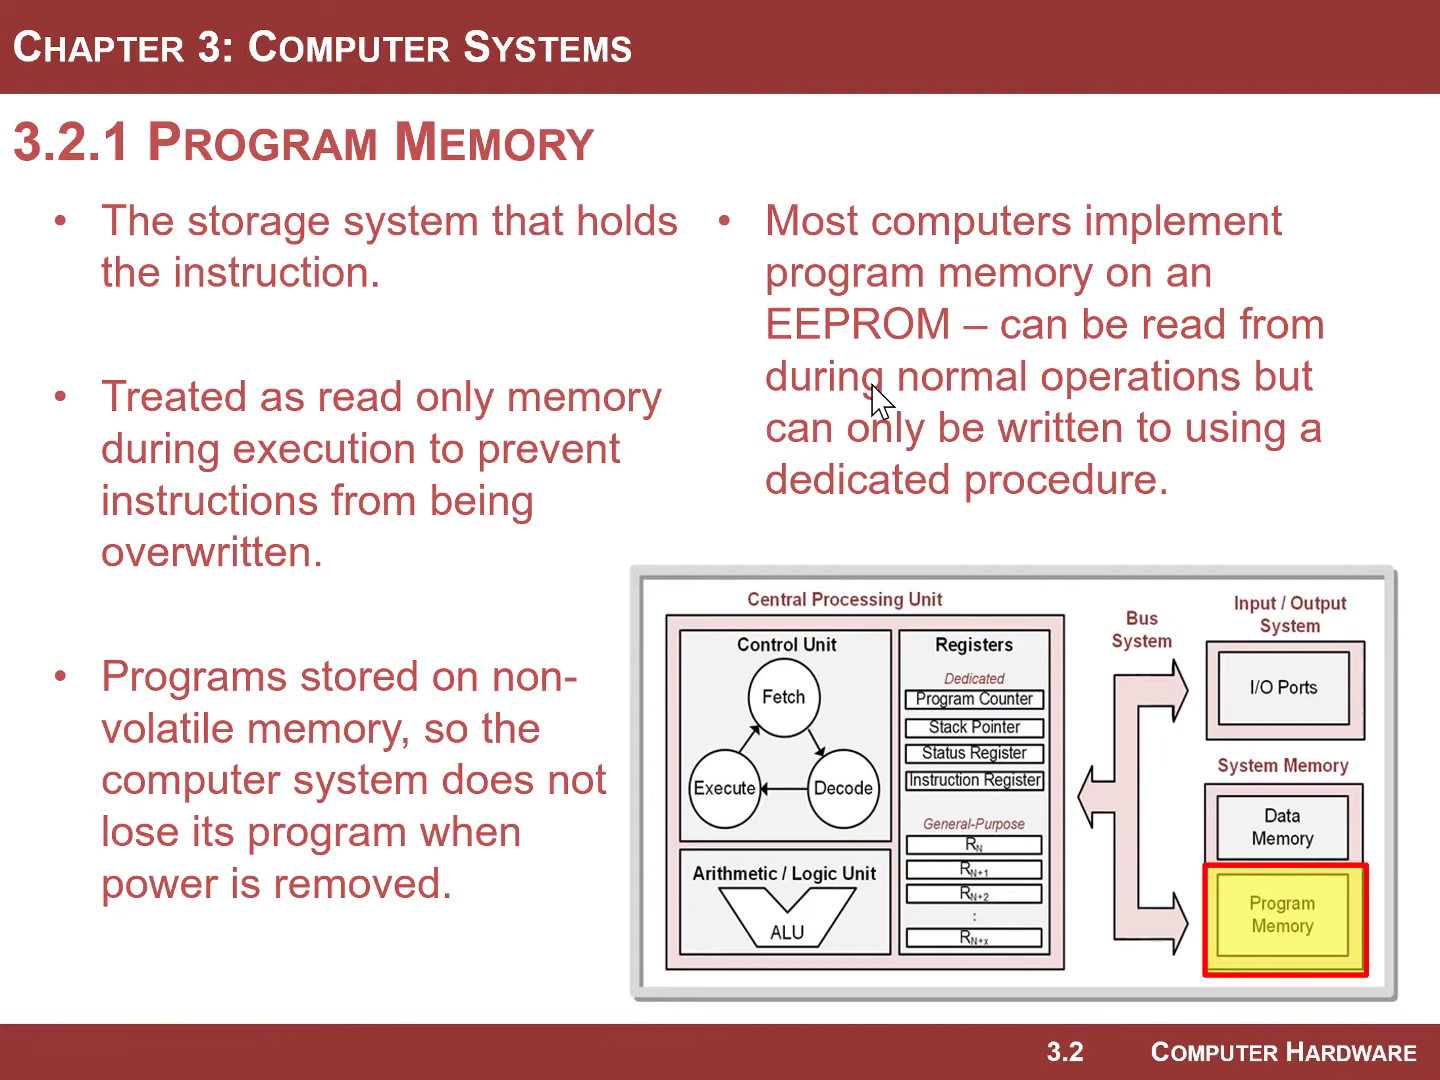 CHAPTER 3: COMPUTER SYSTEMS
3.2.1 PROGRAM MEMORY
• The storage system that holds
the instruction.
• Treated as read only memory
during execution to prevent
instructions from being
overwritten.
• Programs stored on non-
volatile memory, so the
computer system does not
lose its program when
power is removed.
• Most computers implement
program memory on an
EEPROM – can be read from
during normal operations but
can only be written to using a
dedicated procedure.
Central Processing Unit
Control Unit
Fetch
Execute
Decode
Arithmetic / Logic Unit
ALU
Registers
Dedicated
Program Counter
Stack Pointer
Status Register
Instruction Register
General-Purpose
RN
RN+1
RN+2
:
RN+x
Bus
System
Input / Output
System
I/O Ports
System Memory
Data
Memory
Program
Memory
3.2 COMPUTER HARDWARE